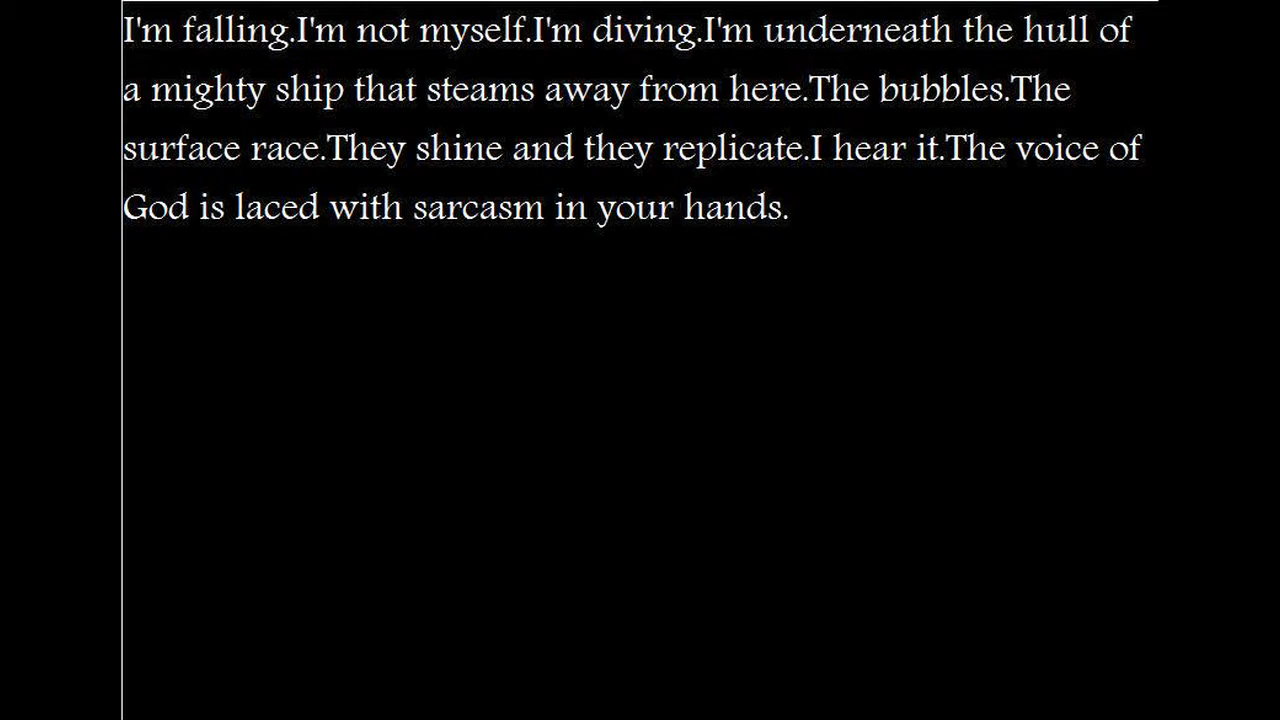 I'm falling.I'm not myself.I'm diving.I'm underneath the hull of
a mighty ship that steams away from here.The bubbles.The
surface race.They shine and they replicate.I hear it.The voice of
God is laced with sarcasm in your hands.